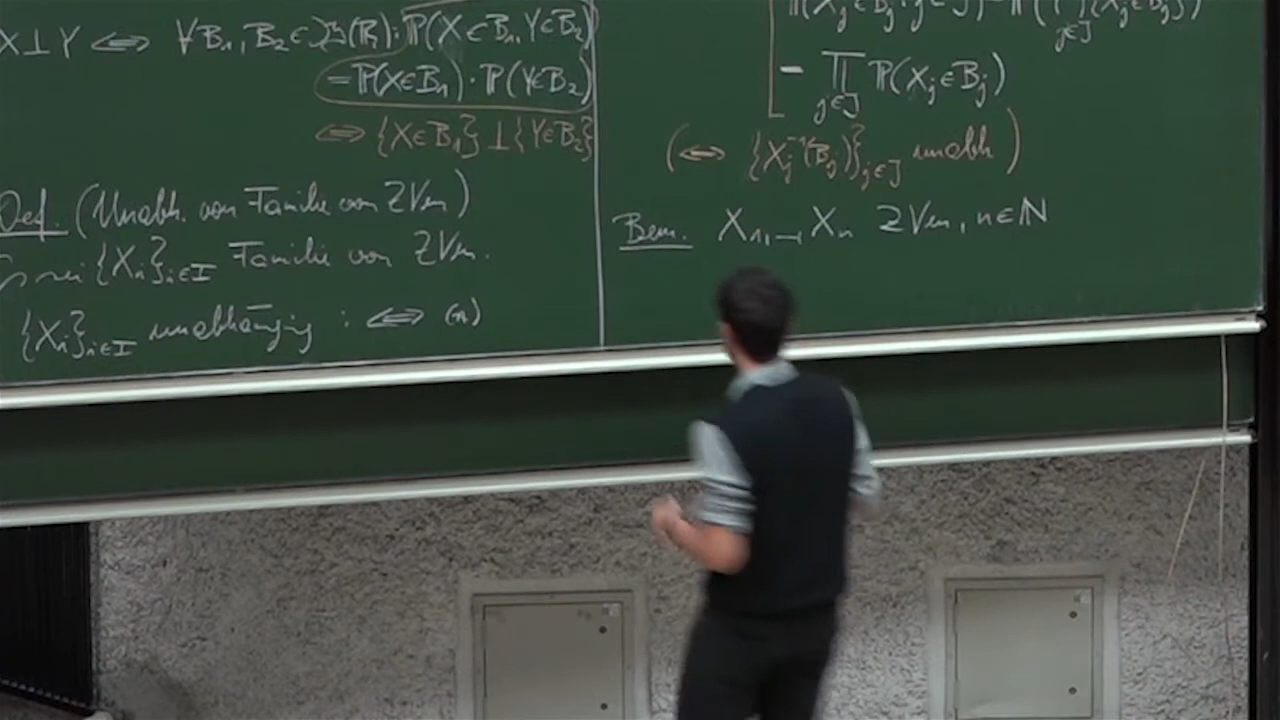 X ⊥ Y ⟺ ∀B₁, B₂ ∈ 𝔅(ℝ): ℙ(X ∈ B₁, Y ∈ B₂)
= ℙ(X ∈ B₁) · ℙ(Y ∈ B₂)
⟺ {X ∈ B₁} ⊥ {Y ∈ B₂}
Def. (Unabh. von Familie von ZVen)
sei {Xᵢ}ᵢ∈I Familie von ZVen.
{Xᵢ}ᵢ∈I unabhängig : ⟺
ℙ(Xⱼ ∈ Bⱼ, j ∈ J) = ℙ(⋂ⱼ∈J {Xⱼ ∈ Bⱼ})
= ∏ⱼ∈J ℙ(Xⱼ ∈ Bⱼ)
(⟺ {Xⱼ⁻¹(Bⱼ)}ⱼ∈J unabh)
Bem. X₁, ..., Xₙ ZVen, n ∈ ℕ